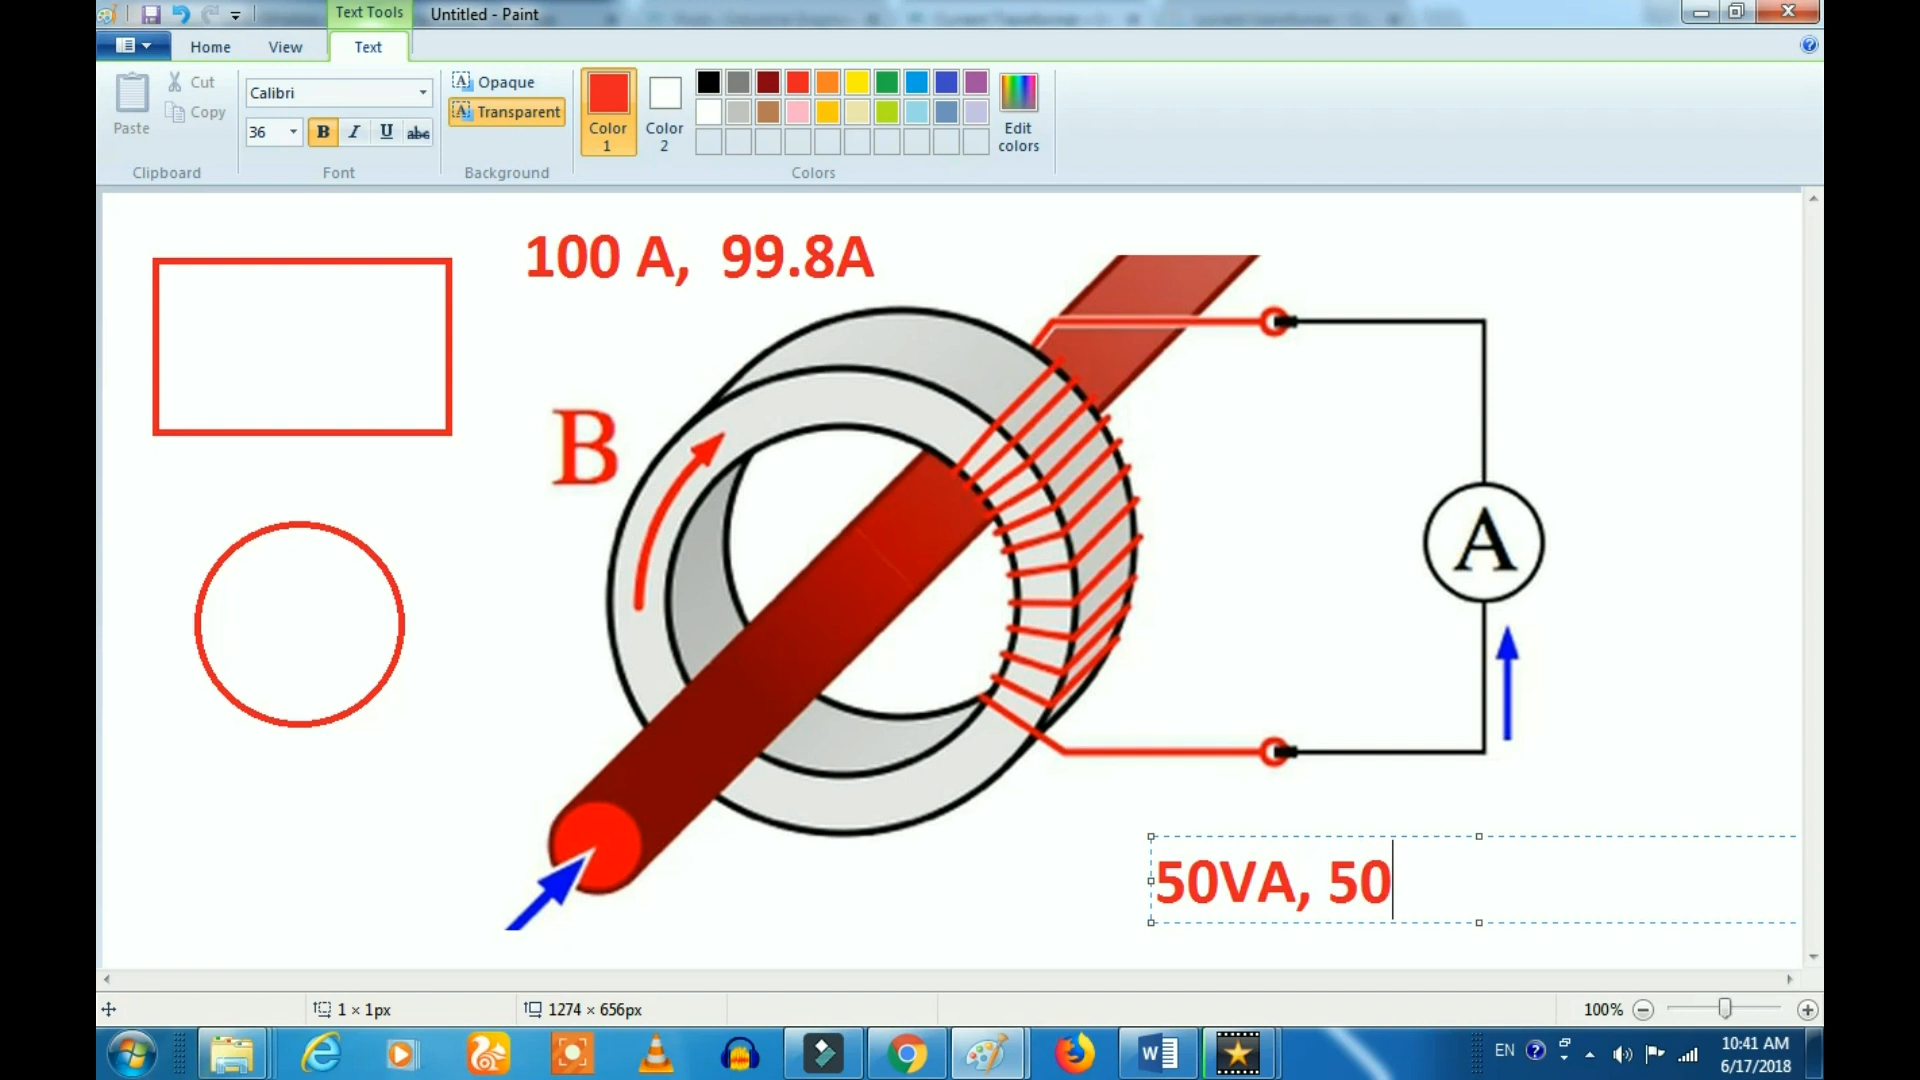 Text Tools
Untitled - Paint
Home
View
Text
Paste
Cut
Copy
Clipboard
Calibri
36
B
I
U
abc
Font
Opaque
Transparent
Background
Color
1
Color
2
Edit
colors
Colors
100 A, 99.8A
B
A
50VA, 50
1 × 1px
1274 × 656px
100%
W
EN
10:41 AM
6/17/2018